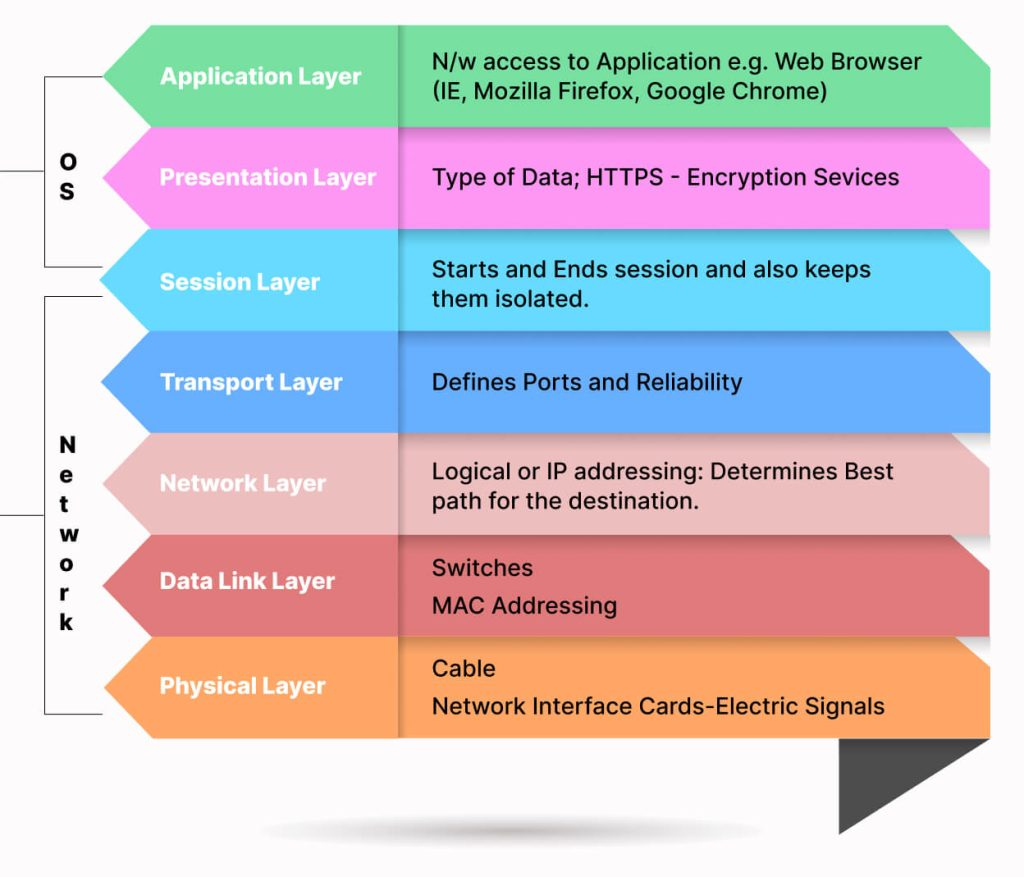 Application Layer
N/w access to Application e.g. Web Browser
(IE, Mozilla Firefox, Google Chrome)
OS
Presentation Layer
Type of Data; HTTPS - Encryption Sevices
Session Layer
Starts and Ends session and also keeps
them isolated.
Transport Layer
Defines Ports and Reliability
Network
Network Layer
Logical or IP addressing: Determines Best
path for the destination.
Data Link Layer
Switches
MAC Addressing
Physical Layer
Cable
Network Interface Cards-Electric Signals